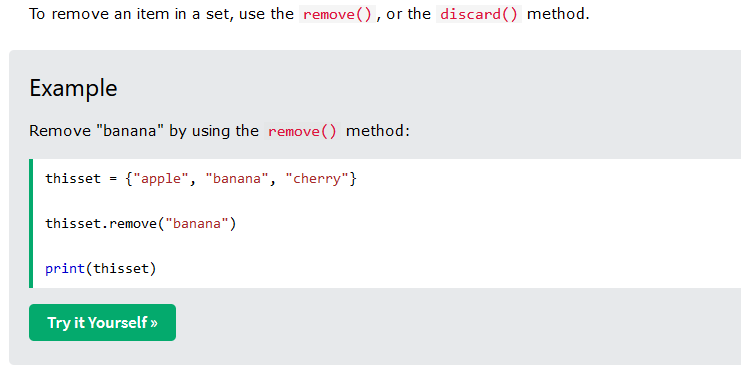 To remove an item in a set, use the remove(), or the discard() method.
Example
Remove "banana" by using the remove() method:
thisset = {"apple", "banana", "cherry"}
thisset.remove("banana")
print(thisset)
Try it Yourself »